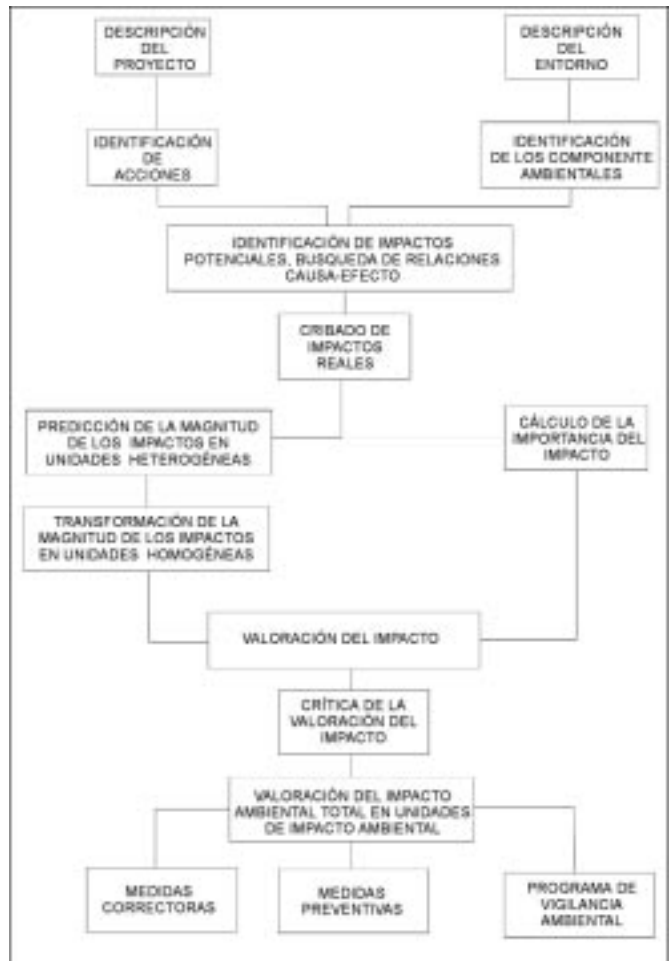 DESCRIPCIÓN
DEL
PROYECTO
DESCRIPCIÓN
DEL
ENTORNO
IDENTIFICACIÓN
DE
ACCIONES
IDENTIFICACIÓN
DE LOS COMPONENTE
AMBIENTALES
IDENTIFICACIÓN DE IMPACTOS
POTENCIALES, BUSQUEDA DE RELACIONES
CAUSA-EFECTO
CRIBADO DE
IMPACTOS
REALES
PREDICCIÓN DE LA MAGNITUD
DE LOS IMPACTOS EN
UNIDADES HETEROGÉNEAS
CÁLCULO DE LA
IMPORTANCIA DEL
IMPACTO
TRANSFORMACIÓN DE LA
MAGNITUD DE LOS IMPACTOS
EN UNIDADES HOMOGÉNEAS
VALORACIÓN DEL IMPACTO
CRÍTICA DE LA
VALORACIÓN DEL
IMPACTO
VALORACIÓN DEL IMPACTO
AMBIENTAL TOTAL EN UNIDADES
DE IMPACTO AMBIENTAL
MEDIDAS
CORRECTORAS
MEDIDAS
PREVENTIVAS
PROGRAMA DE
VIGILANCIA
AMBIENTAL